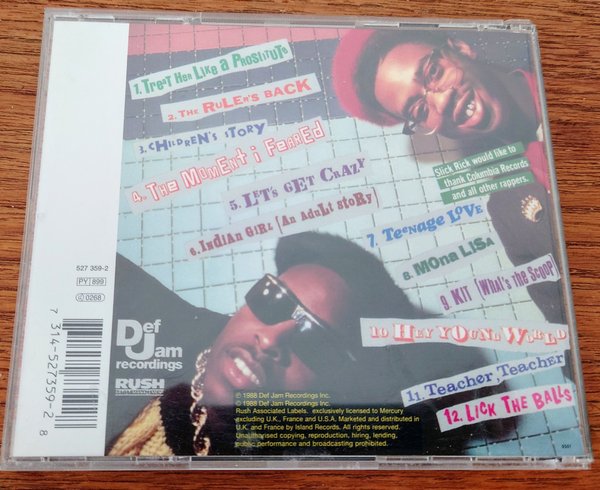 1. Treat Her Like a Prostitute
2. The Ruler's Back
3. Children's Story
4. The Moment i Feared
5. Let's Get Crazy
6. Indian Girl [An Adult Story]
Slick Rick would like to
thank Columbia Records
and all other rappers.
7. Teenage Love
8. Mona Lisa
9 Kit [What's The Scoop]
10 Hey Young World
11. Teacher, Teacher
12. Lick The Balls
527 359-2
PY 899
0268
7 314-527359-2 8
Def
Jam
recordings
RUSH
℗ 1988 Def Jam Recordings Inc.
© 1988 Def Jam Recordings Inc.
Rush Associated Labels. exclusively licensed to Mercury
excluding U.K., France and U.S.A. Marketed and distributed in
U.K. and France by Island Records. All rights reserved.
Unauthorised copying, reproduction, hiring, lending,
public performance and broadcasting prohibited.